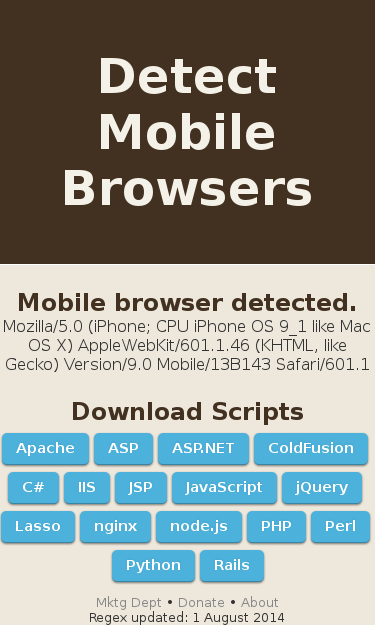 Detect
Mobile
Browsers
Mobile browser detected.
Mozilla/5.0 (iPhone; CPU iPhone OS 9_1 like Mac
OS X) AppleWebKit/601.1.46 (KHTML, like
Gecko) Version/9.0 Mobile/13B143 Safari/601.1
Download Scripts
Apache ASP ASP.NET ColdFusion
C# IIS JSP JavaScript jQuery
Lasso nginx node.js PHP Perl
Python Rails
Mktg Dept • Donate • About
Regex updated: 1 August 2014